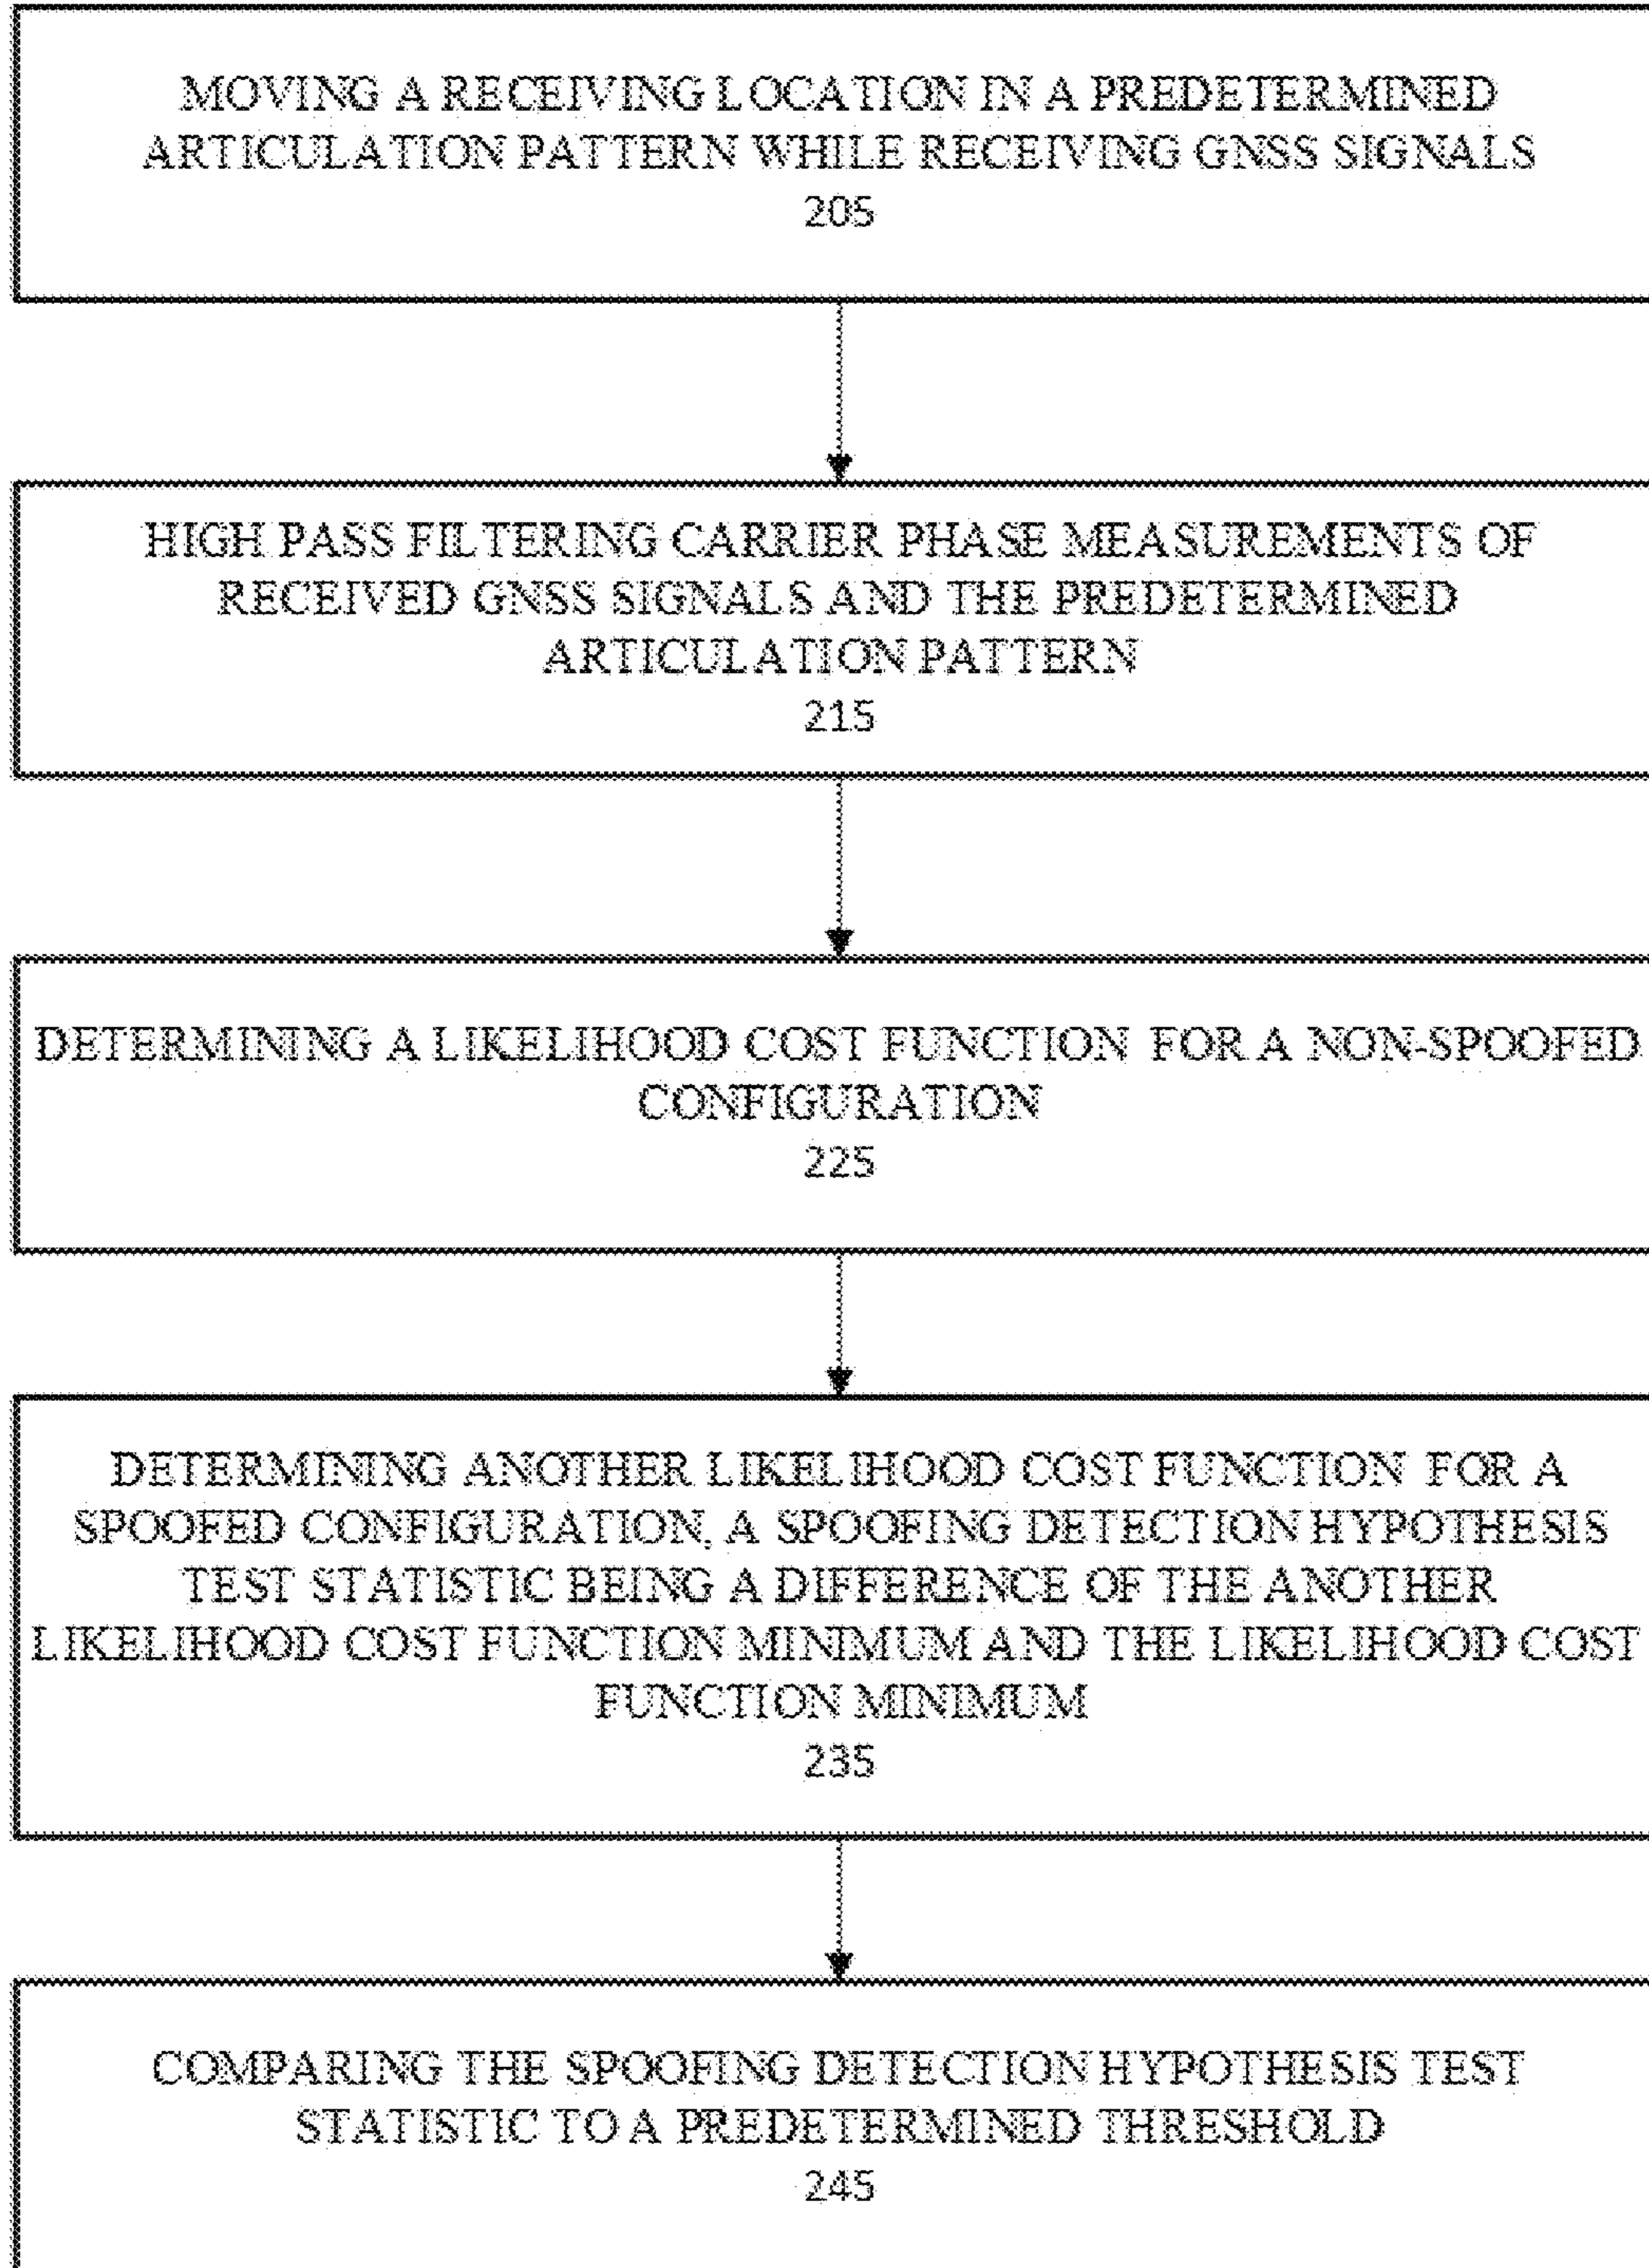 MOVING A RECEIVING LOCATION IN A PREDETERMINED
ARTICULATION PATTERN WHILE RECEIVING GNSS SIGNALS
205
HIGH PASS FILTERING CARRIER PHASE MEASUREMENTS OF
RECEIVED GNSS SIGNALS AND THE PREDETERMINED
ARTICULATION PATTERN
215
DETERMINING A LIKELIHOOD COST FUNCTION FOR A NON-SPOOFED
CONFIGURATION
225
DETERMINING ANOTHER LIKELIHOOD COST FUNCTION FOR A
SPOOFED CONFIGURATION, A SPOOFING DETECTION HYPOTHESIS
TEST STATISTIC BEING A DIFFERENCE OF THE ANOTHER
LIKELIHOOD COST FUNCTION MINIMUM AND THE LIKELIHOOD COST
FUNCTION MINIMUM
235
COMPARING THE SPOOFING DETECTION HYPOTHESIS TEST
STATISTIC TO A PREDETERMINED THRESHOLD
245